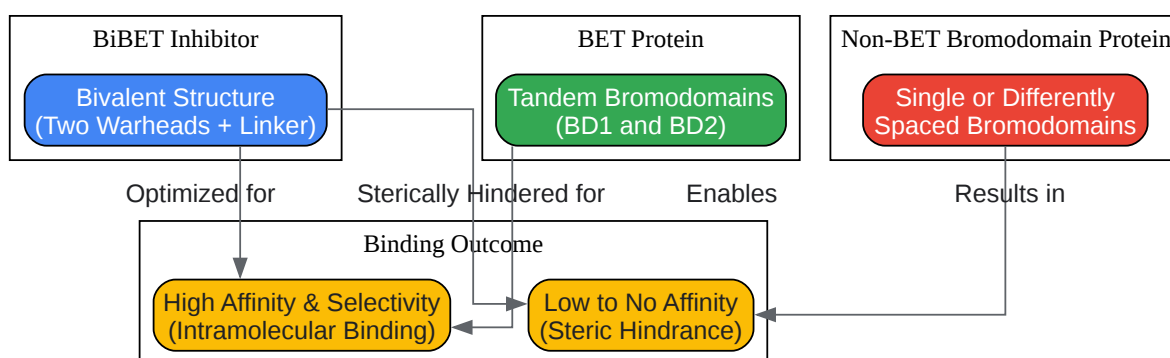 BiBET Inhibitor
BET Protein
Non-BET Bromodomain Protein
Bivalent Structure
(Two Warheads + Linker)
Tandem Bromodomains
(BD1 and BD2)
Single or Differently
Spaced Bromodomains
Optimized for
Sterically Hindered for
Enables
Results in
Binding Outcome
High Affinity & Selectivity
(Intramolecular Binding)
Low to No Affinity
(Steric Hindrance)